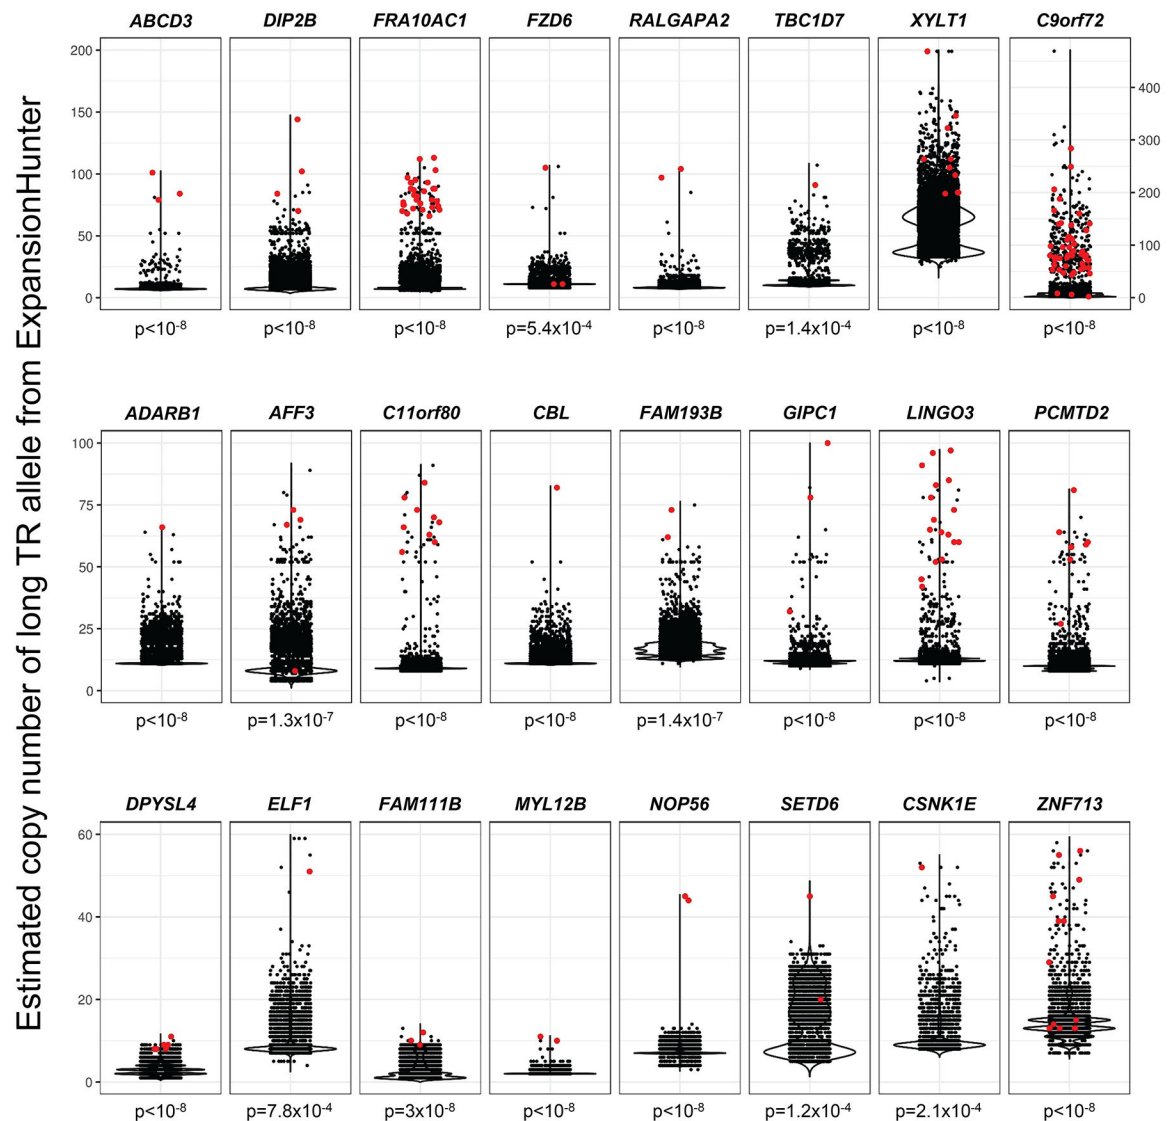 Estimated copy number of long TR allele from ExpansionHunter
ABCD3 DIP2B FRA10AC1 FZD6 RALGAPA2 TBC1D7 XYLT1 C9orf72
200
150
100
50
0
400
300
200
100
0
p<10-8 p<10-8 p<10-8 p=5.4x10-4 p<10-8 p=1.4x10-4 p<10-8 p<10-8
ADARB1 AFF3 C11orf80 CBL FAM193B GIPC1 LINGO3 PCMTD2
100
75
50
25
0
p<10-8 p=1.3x10-7 p<10-8 p<10-8 p=1.4x10-7 p<10-8 p<10-8 p<10-8
DPYSL4 ELF1 FAM111B MYL12B NOP56 SETD6 CSNK1E ZNF713
60
40
20
0
p<10-8 p=7.8x10-4 p=3x10-8 p<10-8 p<10-8 p=1.2x10-4 p=2.1x10-4 p<10-8